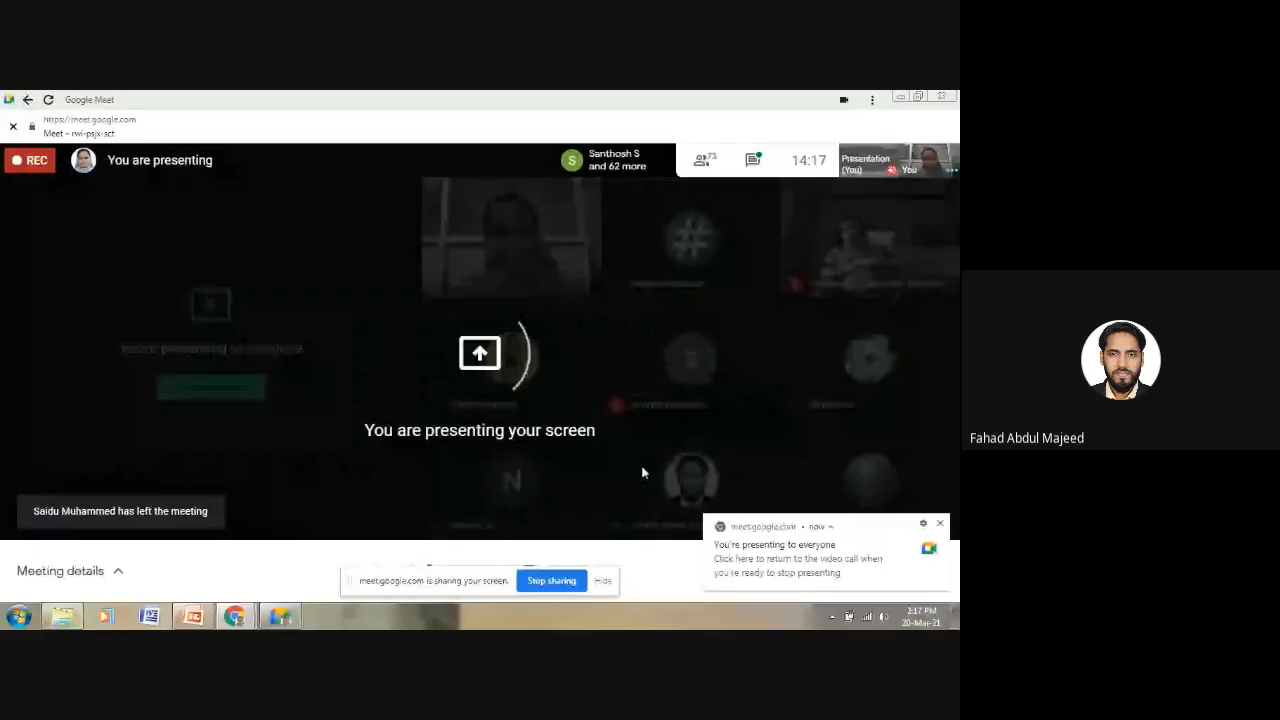 Google Meet
https://meet.google.com
Meet – rwi-psjx-sct
REC
You are presenting
S
Santhosh S
and 62 more
73
14:17
Presentation
(You)
You
You are presenting your screen
N
Saidu Muhammed has left the meeting
meet.google.com • now
You're presenting to everyone
Click here to return to the video call when
you're ready to stop presenting
Meeting details
meet.google.com is sharing your screen.
Stop sharing
Hide
2:17 PM
20-Mar-21
Fahad Abdul Majeed